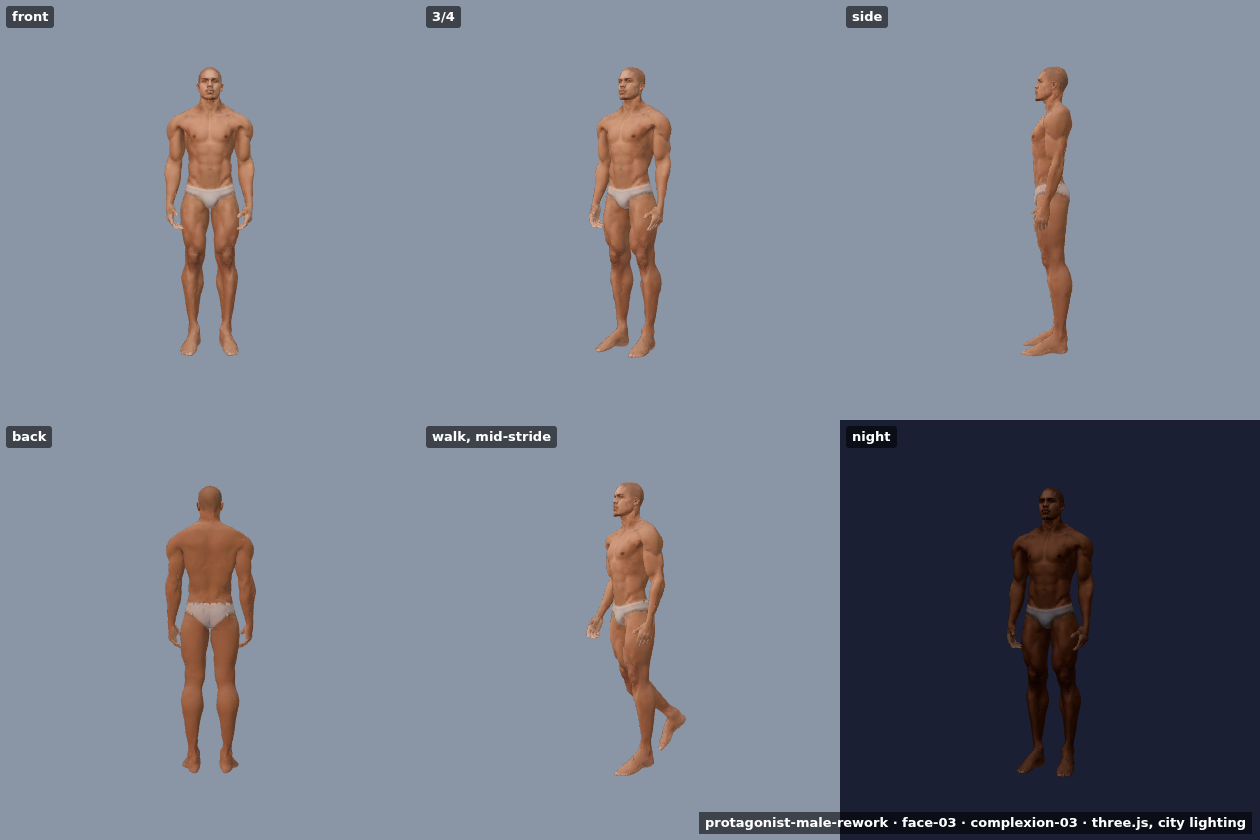 front
3/4
side
back
walk, mid-stride
night
protagonist-male-rework · face-03 · complexion-03 · three.js, city lighting